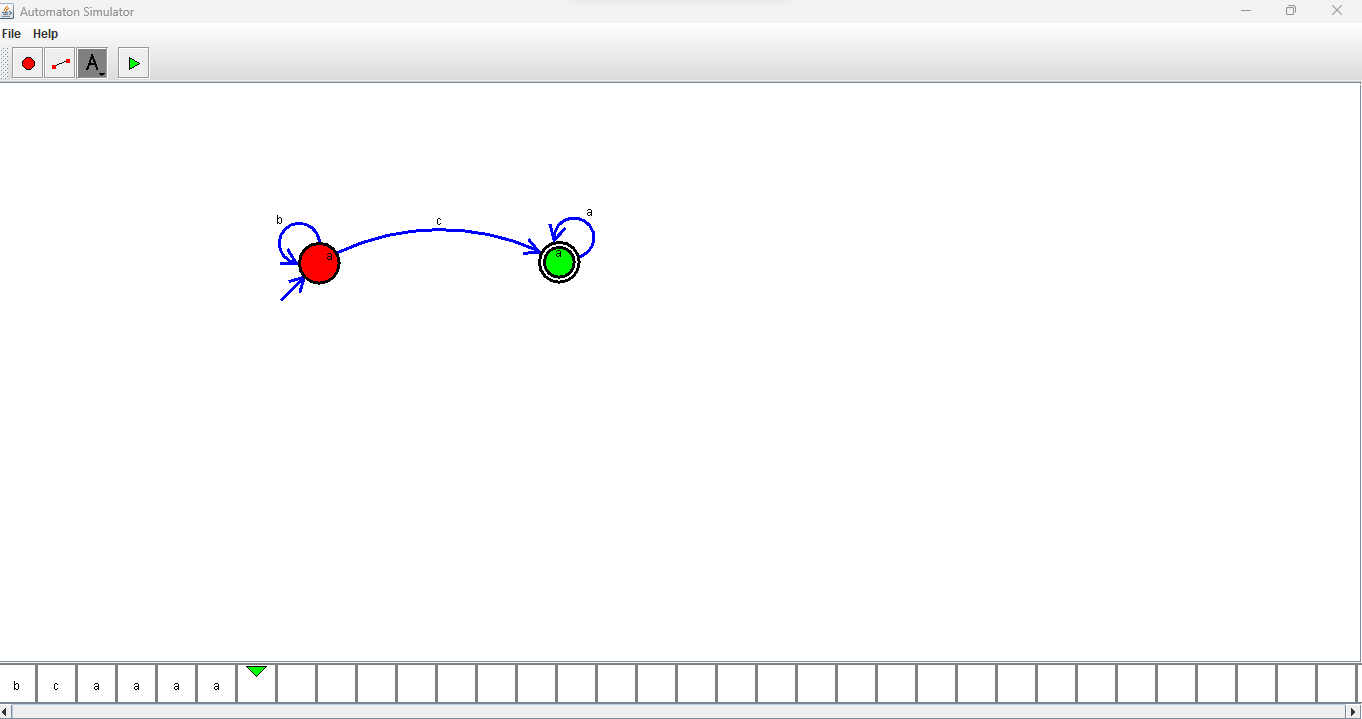 Automaton Simulator
File Help
A
b c a
a a
b c a a a a